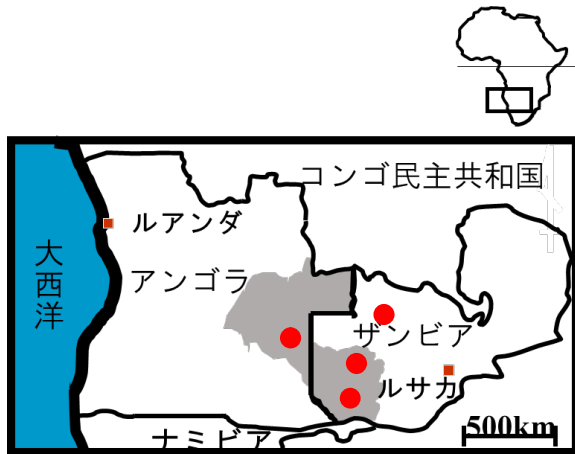 コンゴ民主共和国
ルアンダ
大西洋
アンゴラ
ザンビア
ルサカ
500km
ナミビア